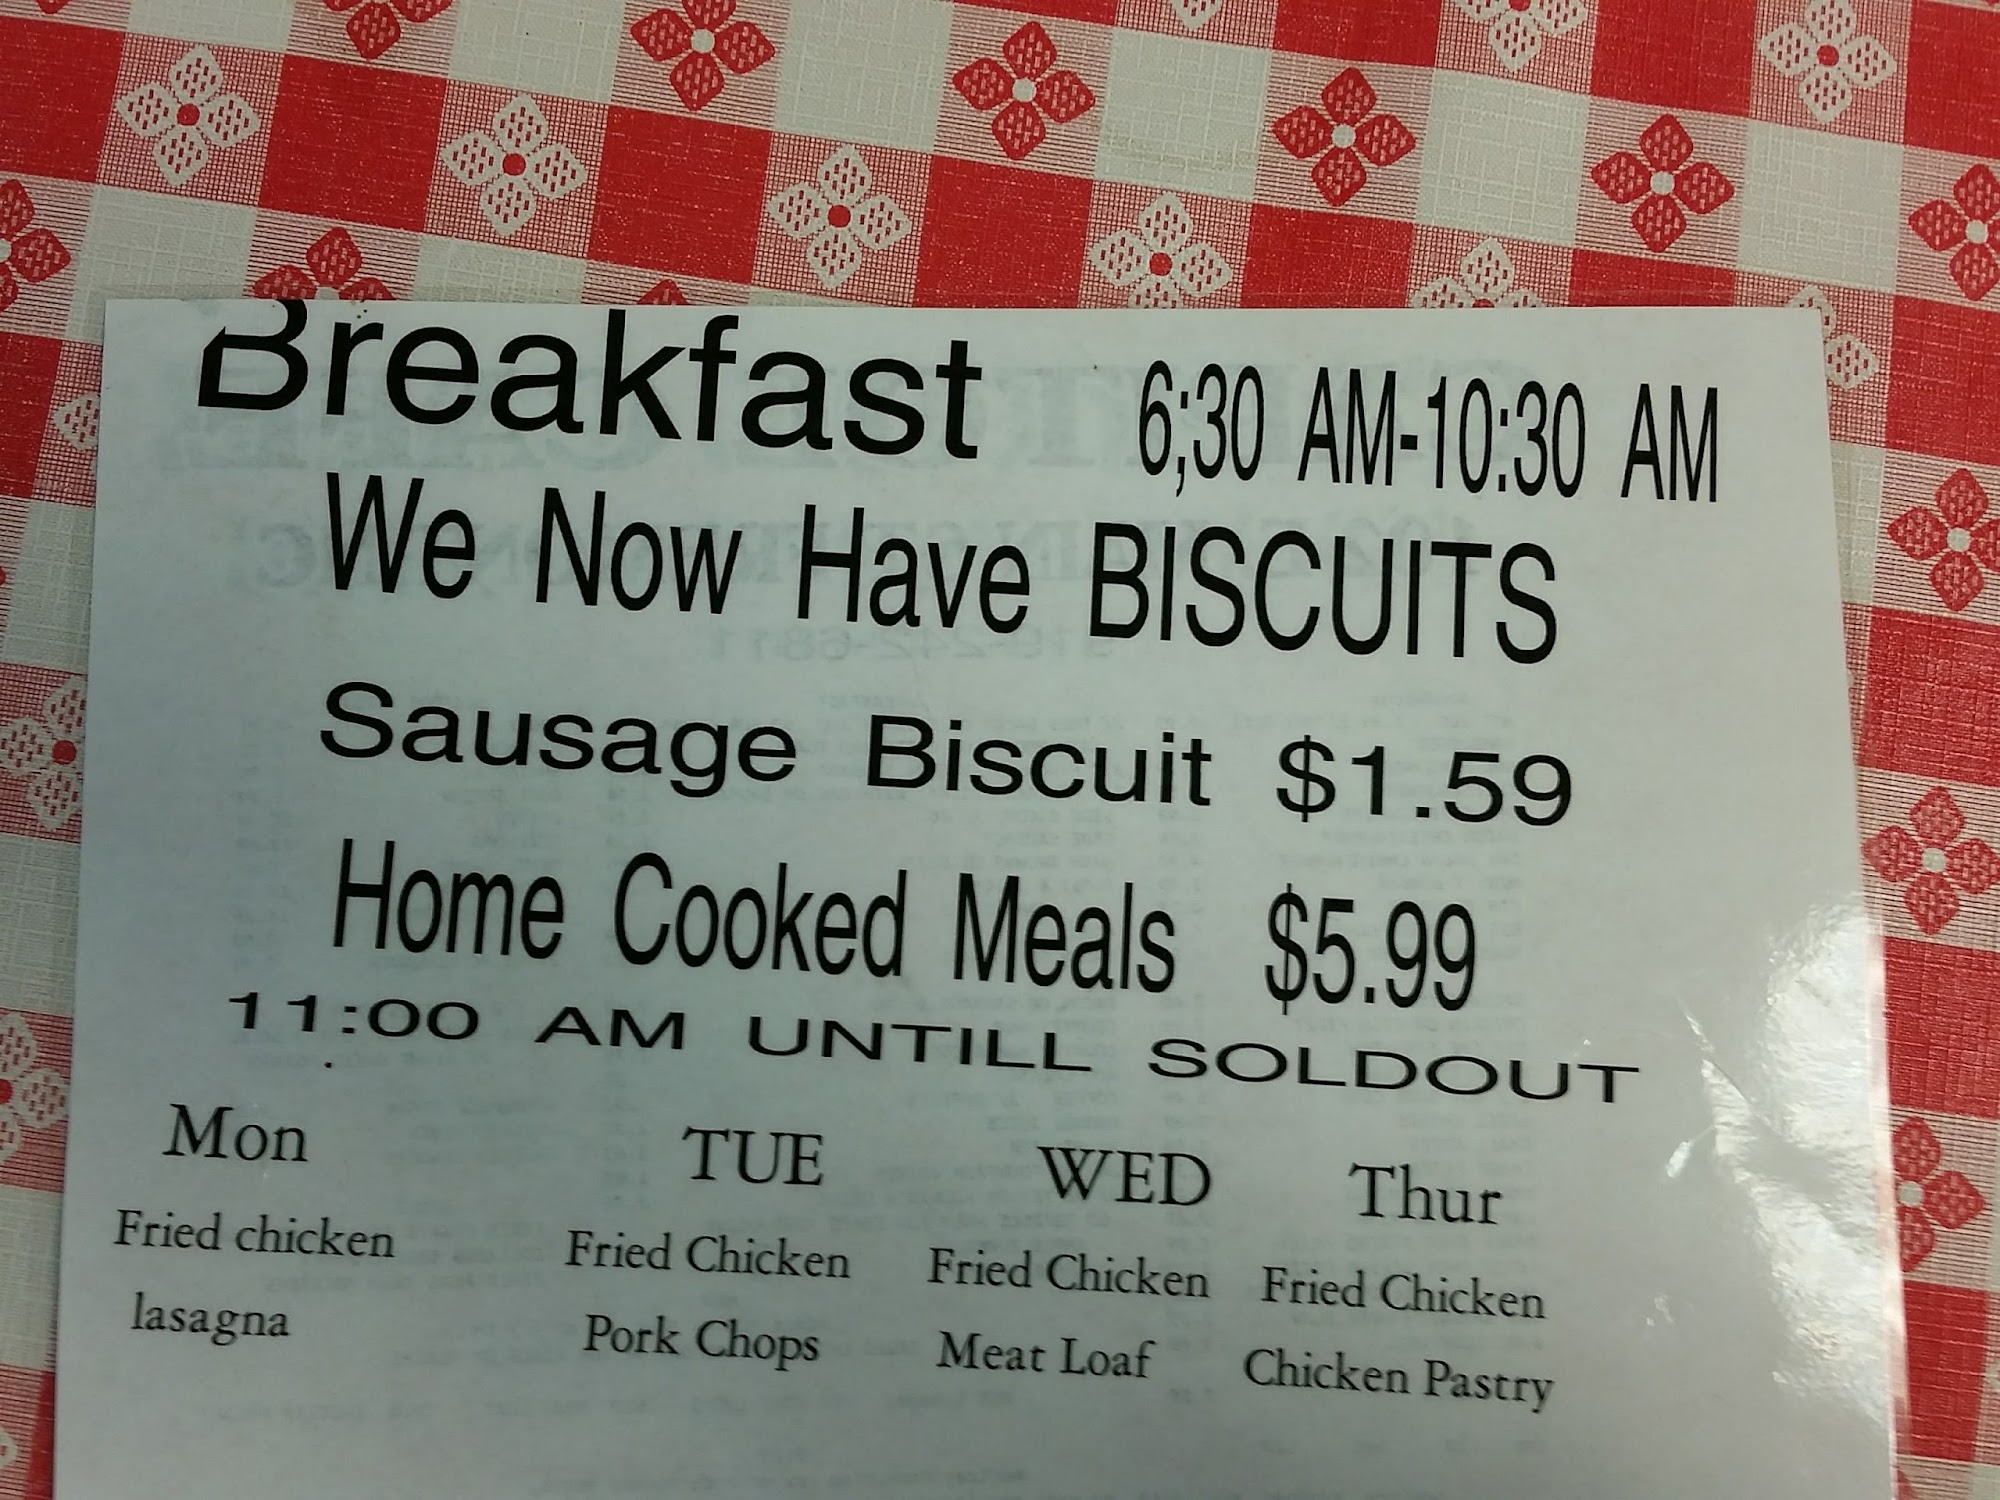 Breakfast 6;30 AM-10:30 AM
We Now Have BISCUITS
Sausage Biscuit $1.59
Home Cooked Meals $5.99
11:00 AM UNTILL SOLDOUT
Mon TUE WED Thur
Fried chicken Fried Chicken Fried Chicken Fried Chicken
lasagna Pork Chops Meat Loaf Chicken Pastry